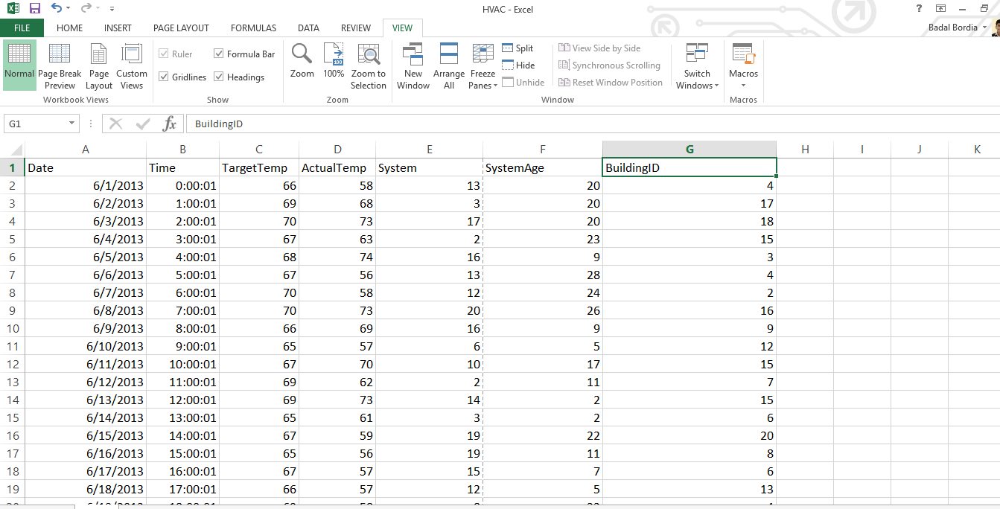 HVAC - Excel
?
FILE HOME INSERT PAGE LAYOUT FORMULAS DATA REVIEW VIEW Badal Bordia
Normal Page Break Preview Page Layout Custom Views
Workbook Views
Ruler Formula Bar
Gridlines Headings
Show
Zoom 100% Zoom to Selection
100
Zoom
New Window Arrange All Freeze Panes
Split View Side by Side
Hide Synchronous Scrolling
Unhide Reset Window Position
Switch Windows
Window
Macros
Macros
G1 fx BuildingID
A B C D E F G H I J K
1 Date Time TargetTemp ActualTemp System SystemAge BuildingID
2 6/1/2013 0:00:01 66 58 13 20 4
3 6/2/2013 1:00:01 69 68 3 20 17
4 6/3/2013 2:00:01 70 73 17 20 18
5 6/4/2013 3:00:01 67 63 2 23 15
6 6/5/2013 4:00:01 68 74 16 9 3
7 6/6/2013 5:00:01 67 56 13 28 4
8 6/7/2013 6:00:01 70 58 12 24 2
9 6/8/2013 7:00:01 70 73 20 26 16
10 6/9/2013 8:00:01 66 69 16 9 9
11 6/10/2013 9:00:01 65 57 6 5 12
12 6/11/2013 10:00:01 67 70 10 17 15
13 6/12/2013 11:00:01 69 62 2 11 7
14 6/13/2013 12:00:01 69 73 14 2 15
15 6/14/2013 13:00:01 65 61 3 2 6
16 6/15/2013 14:00:01 67 59 19 22 20
17 6/16/2013 15:00:01 65 56 19 11 8
18 6/17/2013 16:00:01 67 57 15 7 6
19 6/18/2013 17:00:01 66 57 12 5 13